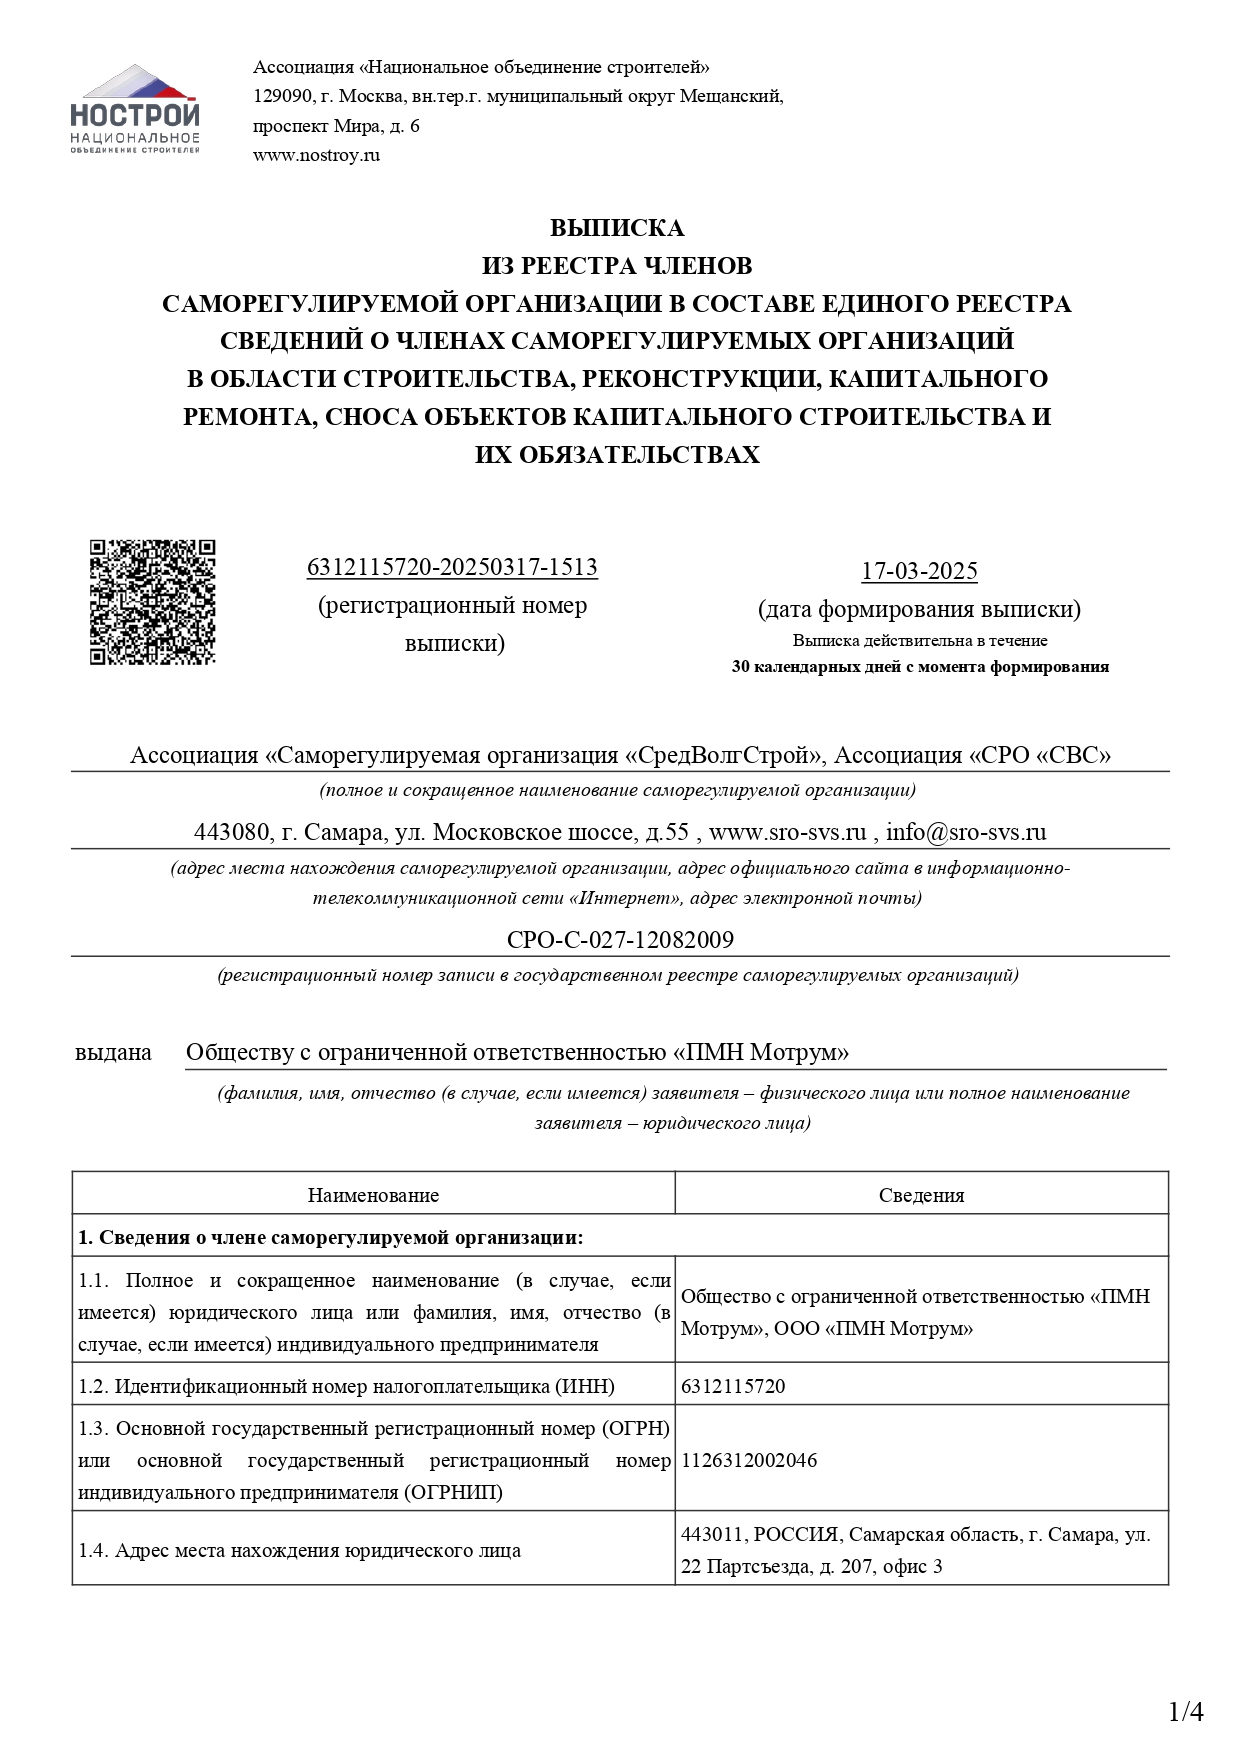 НОСТРОЙ
НАЦИОНАЛЬНОЕ
ОБЪЕДИНЕНИЕ СТРОИТЕЛЕЙ
Ассоциация «Национальное объединение строителей»
129090, г. Москва, вн.тер.г. муниципальный округ Мещанский,
проспект Мира, д. 6
www.nostroy.ru
ВЫПИСКА
ИЗ РЕЕСТРА ЧЛЕНОВ
САМОРЕГУЛИРУЕМОЙ ОРГАНИЗАЦИИ В СОСТАВЕ ЕДИНОГО РЕЕСТРА
СВЕДЕНИЙ О ЧЛЕНАХ САМОРЕГУЛИРУЕМЫХ ОРГАНИЗАЦИЙ
В ОБЛАСТИ СТРОИТЕЛЬСТВА, РЕКОНСТРУКЦИИ, КАПИТАЛЬНОГО
РЕМОНТА, СНОСА ОБЪЕКТОВ КАПИТАЛЬНОГО СТРОИТЕЛЬСТВА И
ИХ ОБЯЗАТЕЛЬСТВАХ
6312115720-20250317-1513
(регистрационный номер
выписки)
17-03-2025
(дата формирования выписки)
Выписка действительна в течение
30 календарных дней с момента формирования
Ассоциация «Саморегулируемая организация «СредВолгСтрой», Ассоциация «СРО «СВС»
(полное и сокращенное наименование саморегулируемой организации)
443080, г. Самара, ул. Московское шоссе, д.55 , www.sro-svs.ru , info@sro-svs.ru
(адрес места нахождения саморегулируемой организации, адрес официального сайта в информационно-
телекоммуникационной сети «Интернет», адрес электронной почты)
СРО-С-027-12082009
(регистрационный номер записи в государственном реестре саморегулируемых организаций)
выдана Обществу с ограниченной ответственностью «ПМН Мотрум»
(фамилия, имя, отчество (в случае, если имеется) заявителя – физического лица или полное наименование
заявителя – юридического лица)
Наименование Сведения
1. Сведения о члене саморегулируемой организации:
1.1. Полное и сокращенное наименование (в случае, если
имеется) юридического лица или фамилия, имя, отчество (в
случае, если имеется) индивидуального предпринимателя
Общество с ограниченной ответственностью «ПМН
Мотрум», ООО «ПМН Мотрум»
1.2. Идентификационный номер налогоплательщика (ИНН) 6312115720
1.3. Основной государственный регистрационный номер (ОГРН)
или основной государственный регистрационный номер
индивидуального предпринимателя (ОГРНИП)
1126312002046
1.4. Адрес места нахождения юридического лица
443011, РОССИЯ, Самарская область, г. Самара, ул.
22 Партсъезда, д. 207, офис 3
1/4